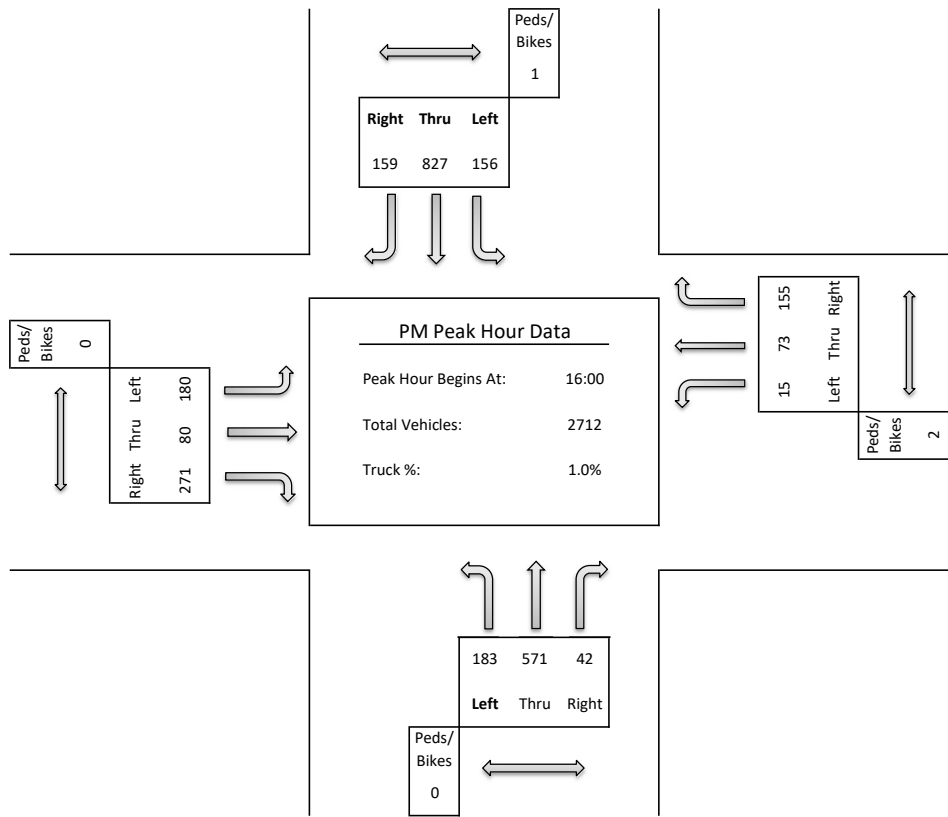 Peds/
Bikes
1
Right Thru Left
159 827 156
Peds/
Bikes
0
Left 180
Thru 80
Right 271
PM Peak Hour Data
Peak Hour Begins At: 16:00
Total Vehicles: 2712
Truck %: 1.0%
155 Right
73 Thru
15 Left
Peds/
Bikes
2
183 571 42
Left Thru Right
Peds/
Bikes
0